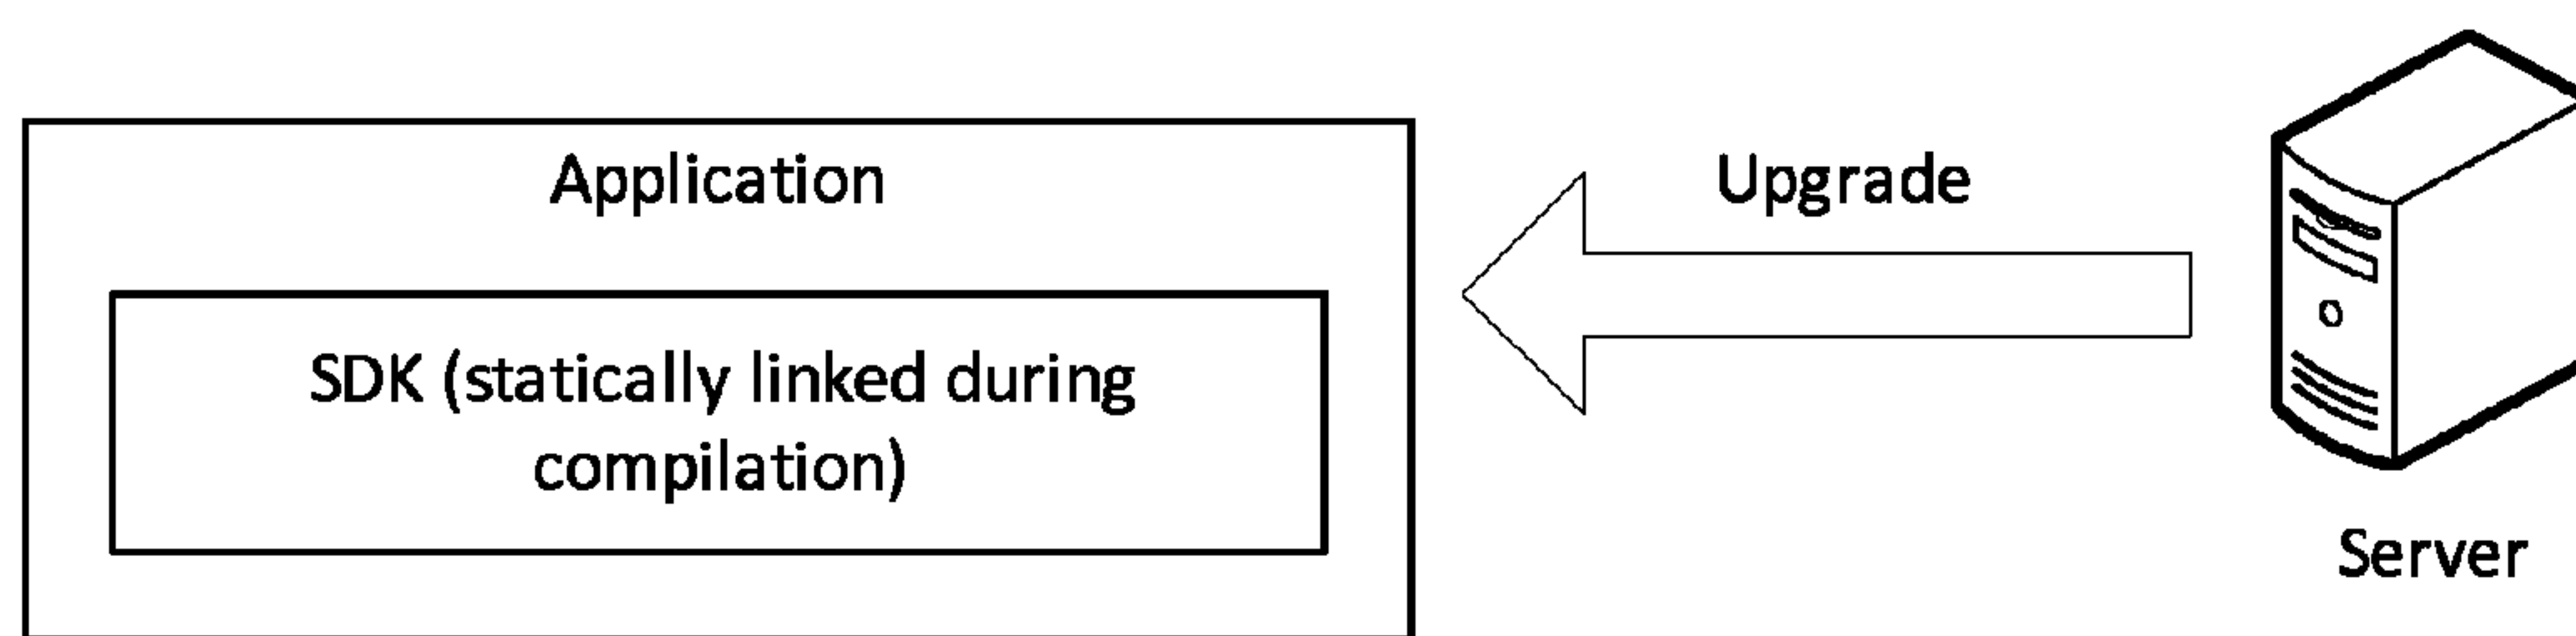 Application
Upgrade
SDK (statically linked during
compilation)
Server